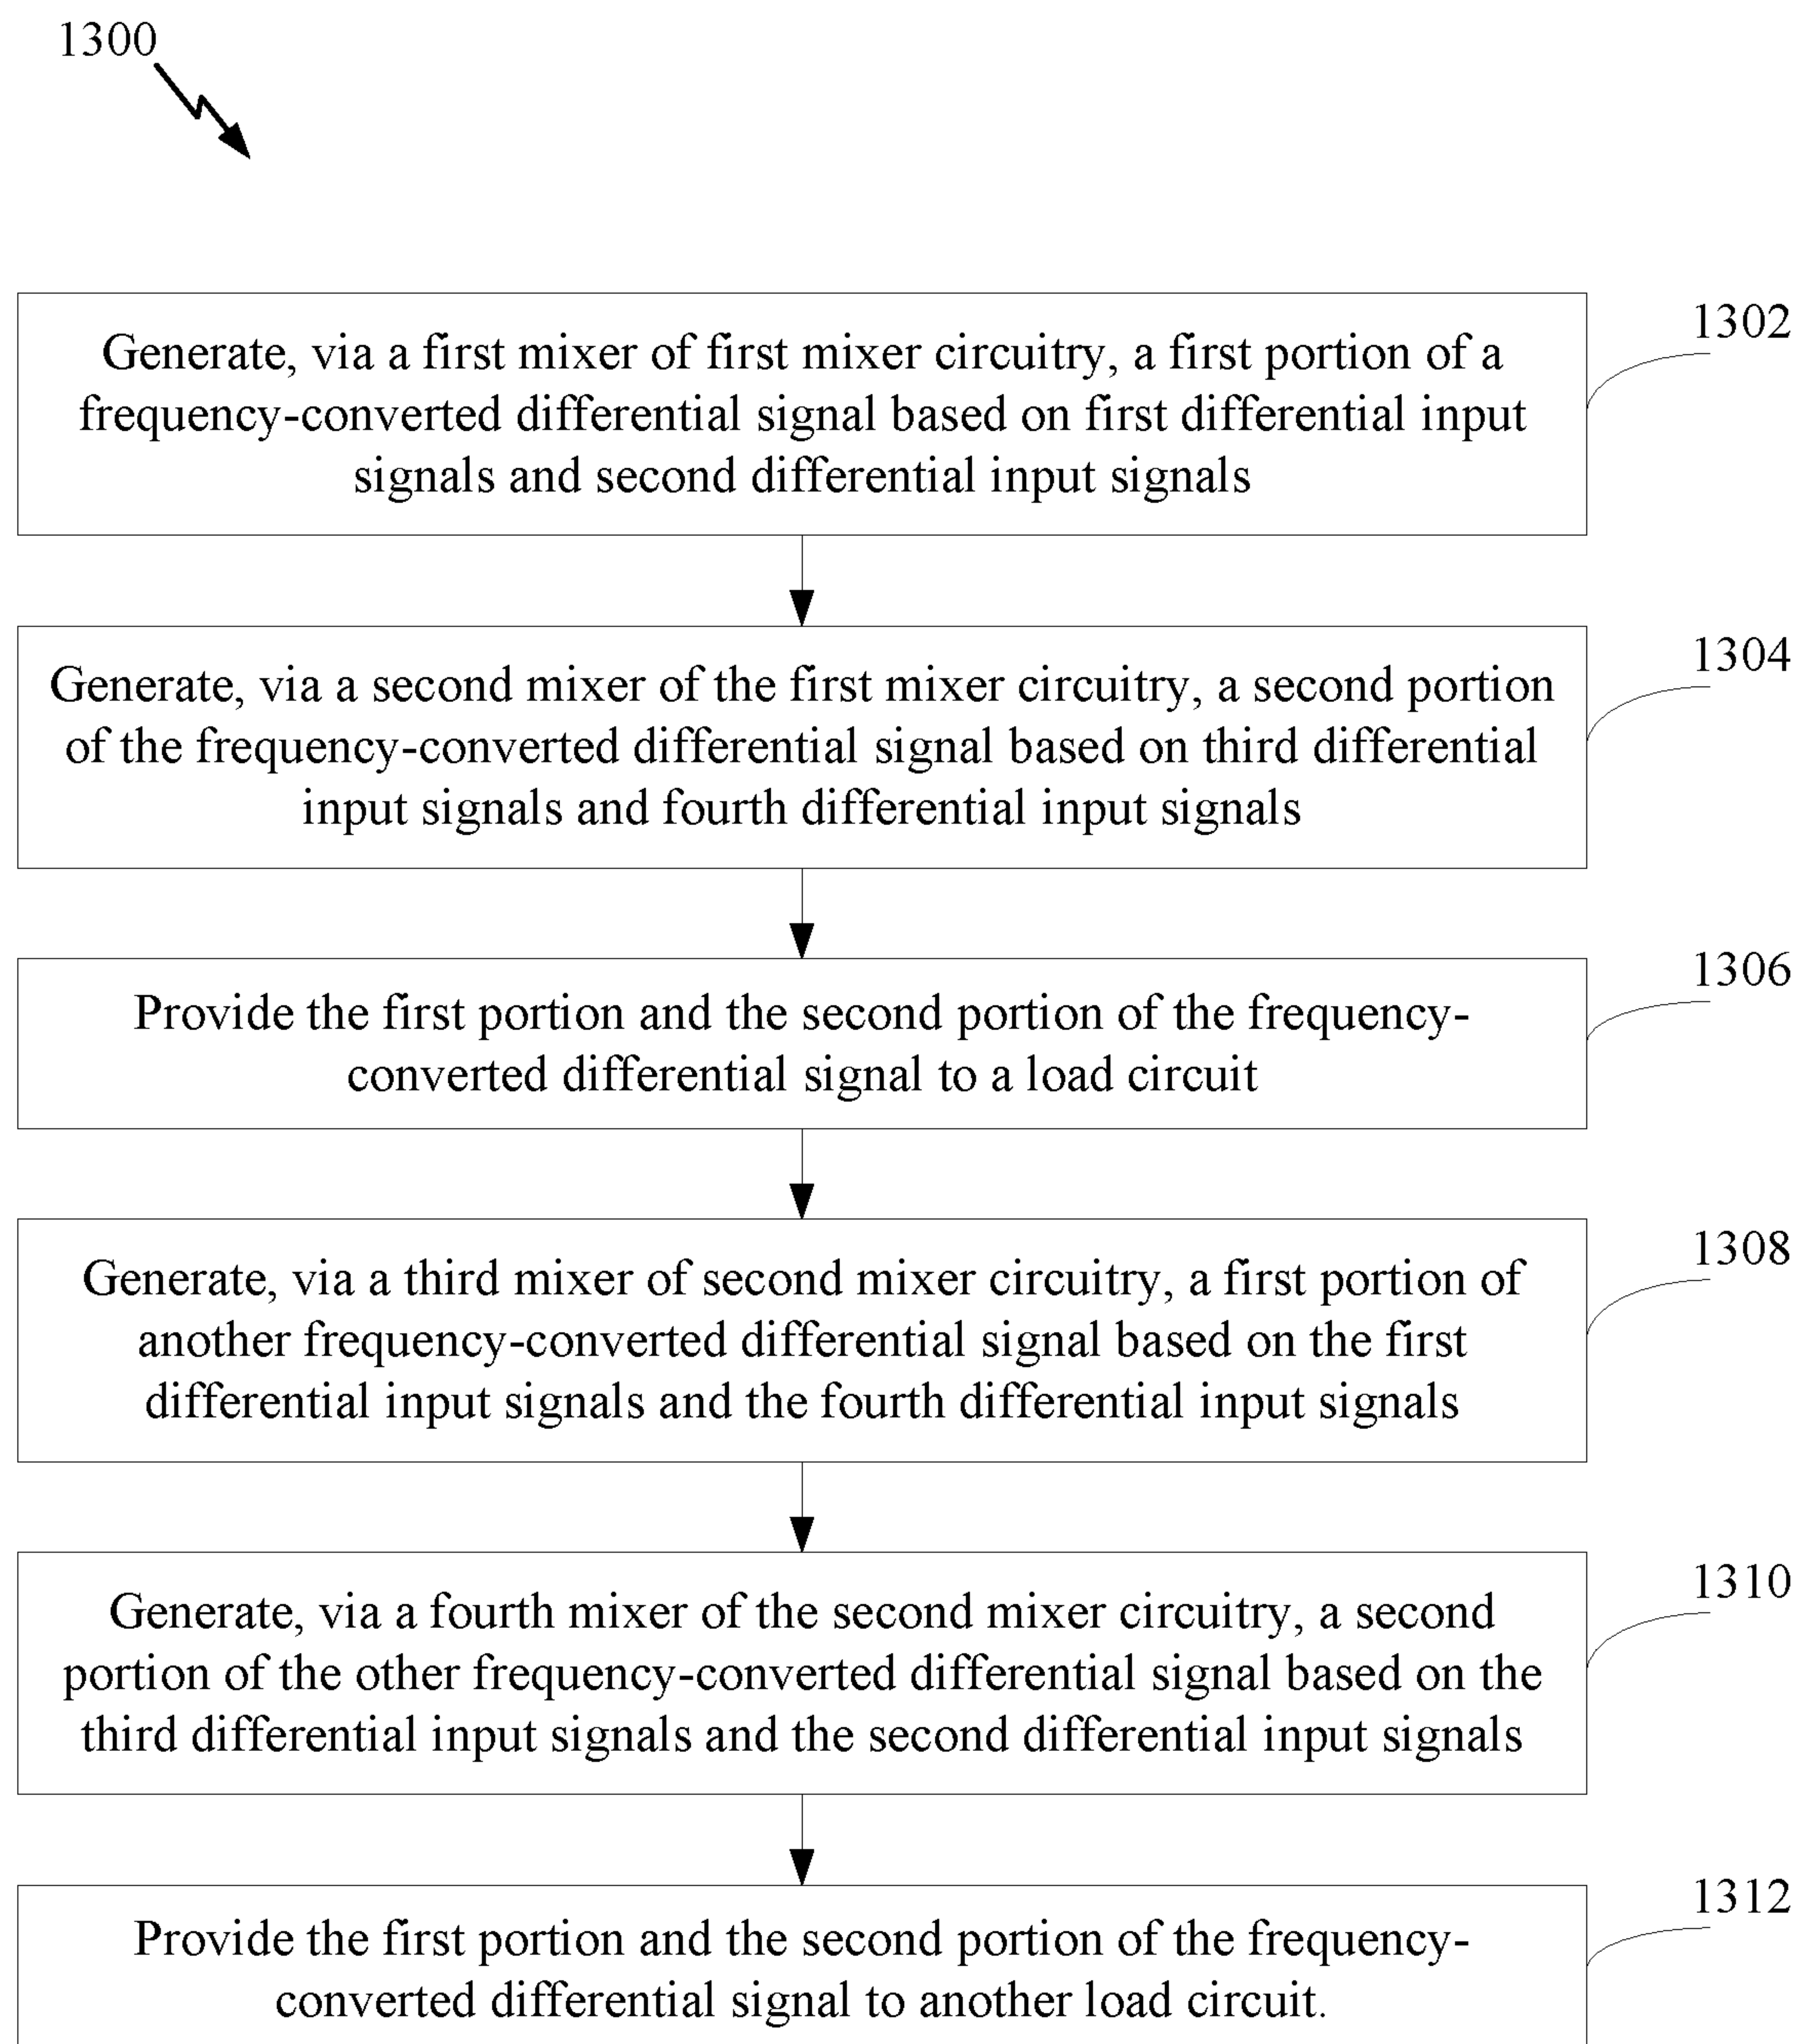 1300
1302
Generate, via a first mixer of first mixer circuitry, a first portion of a
frequency-converted differential signal based on first differential input
signals and second differential input signals
1304
Generate, via a second mixer of the first mixer circuitry, a second portion
of the frequency-converted differential signal based on third differential
input signals and fourth differential input signals
1306
Provide the first portion and the second portion of the frequency-
converted differential signal to a load circuit
1308
Generate, via a third mixer of second mixer circuitry, a first portion of
another frequency-converted differential signal based on the first
differential input signals and the fourth differential input signals
1310
Generate, via a fourth mixer of the second mixer circuitry, a second
portion of the other frequency-converted differential signal based on the
third differential input signals and the second differential input signals
1312
Provide the first portion and the second portion of the frequency-
converted differential signal to another load circuit.